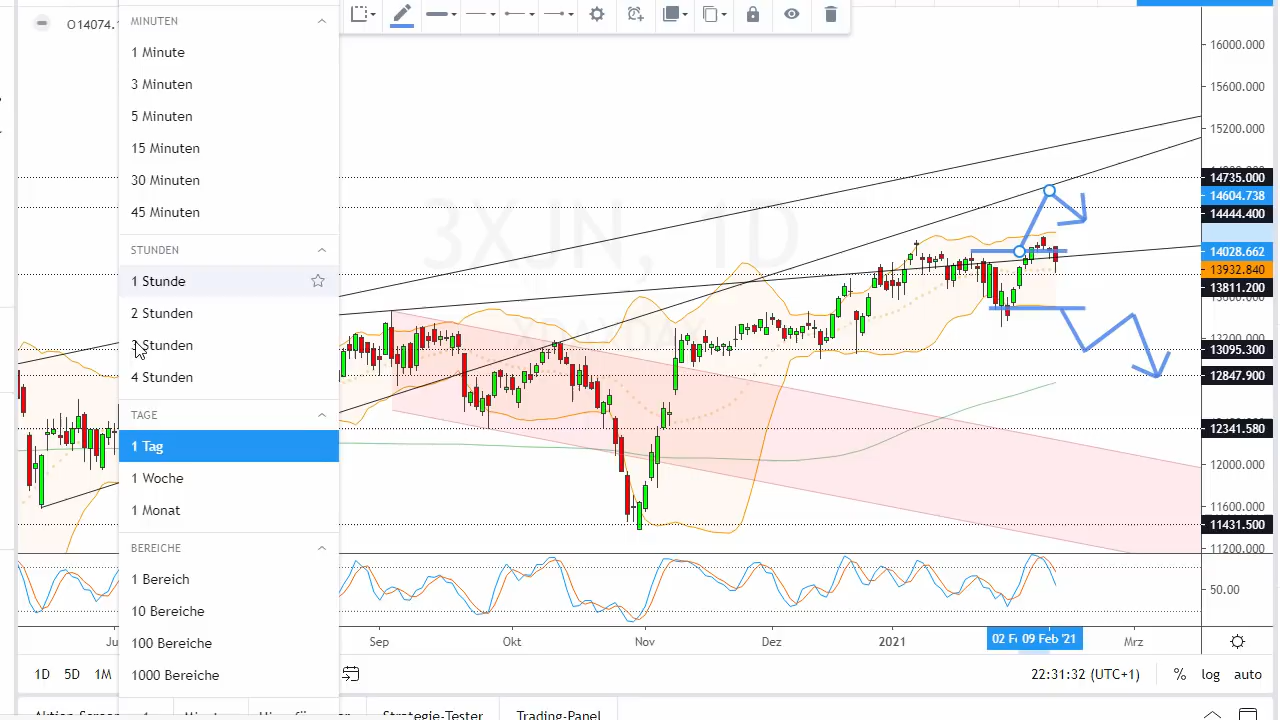 O14074.
MINUTEN
1 Minute
3 Minuten
5 Minuten
15 Minuten
30 Minuten
45 Minuten
STUNDEN
1 Stunde
2 Stunden
3 Stunden
4 Stunden
TAGE
1 Tag
1 Woche
1 Monat
BEREICHE
1 Bereich
10 Bereiche
100 Bereiche
1000 Bereiche
16000.000
15600.000
15200.000
14735.000
14604.738
14444.400
14028.662
13932.840
13811.200
13600.000
13095.300
12847.900
12341.580
12000.000
11600.000
11431.500
11200.000
50.00
Sep
Okt
Nov
Dez
2021
02 F
09 Feb '21
Mrz
1D 5D 1M
22:31:32 (UTC+1) % log auto
Strategie-Tester
Trading-Panel